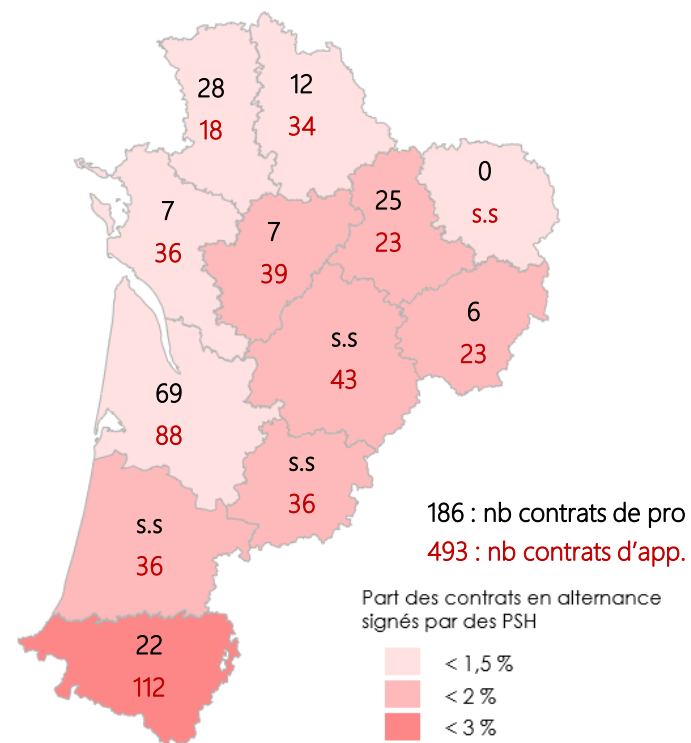 28
18
12
34
0
s.s
25
23
7
36
7
39
6
23
s.s
43
69
88
s.s
36
186 : nb contrats de pro
493 : nb contrats d'app.
s.s
36
Part des contrats en alternance
signés par des PSH
22
112
< 1,5 %
< 2 %
< 3 %